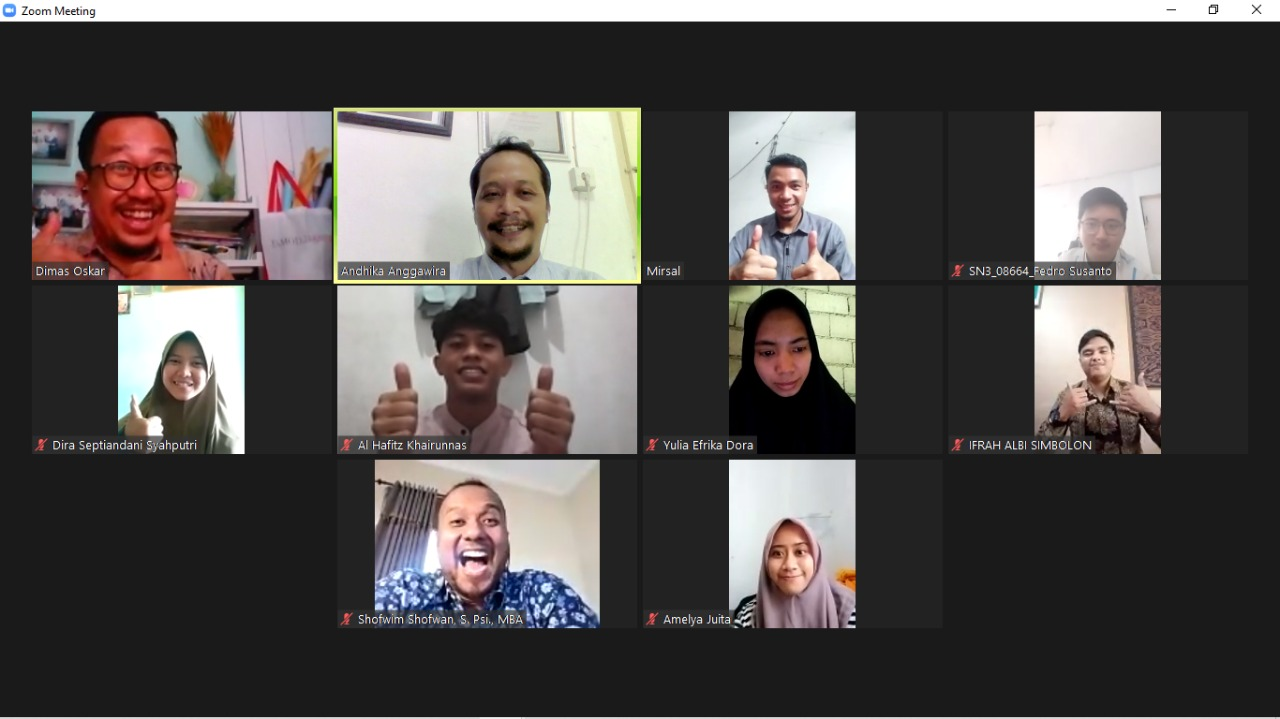 Zoom Meeting
Dimas Oskar
Andhika Anggawira
Mirsal
SN3_08664_Fedro Susanto
Dira Septiandani Syahputri
Al Hafitz Khairunnas
Yulia Efrika Dora
IFRAH ALBI SIMBOLON
Shofwim Shofwan, S. Psi., MBA
Amelya Juita